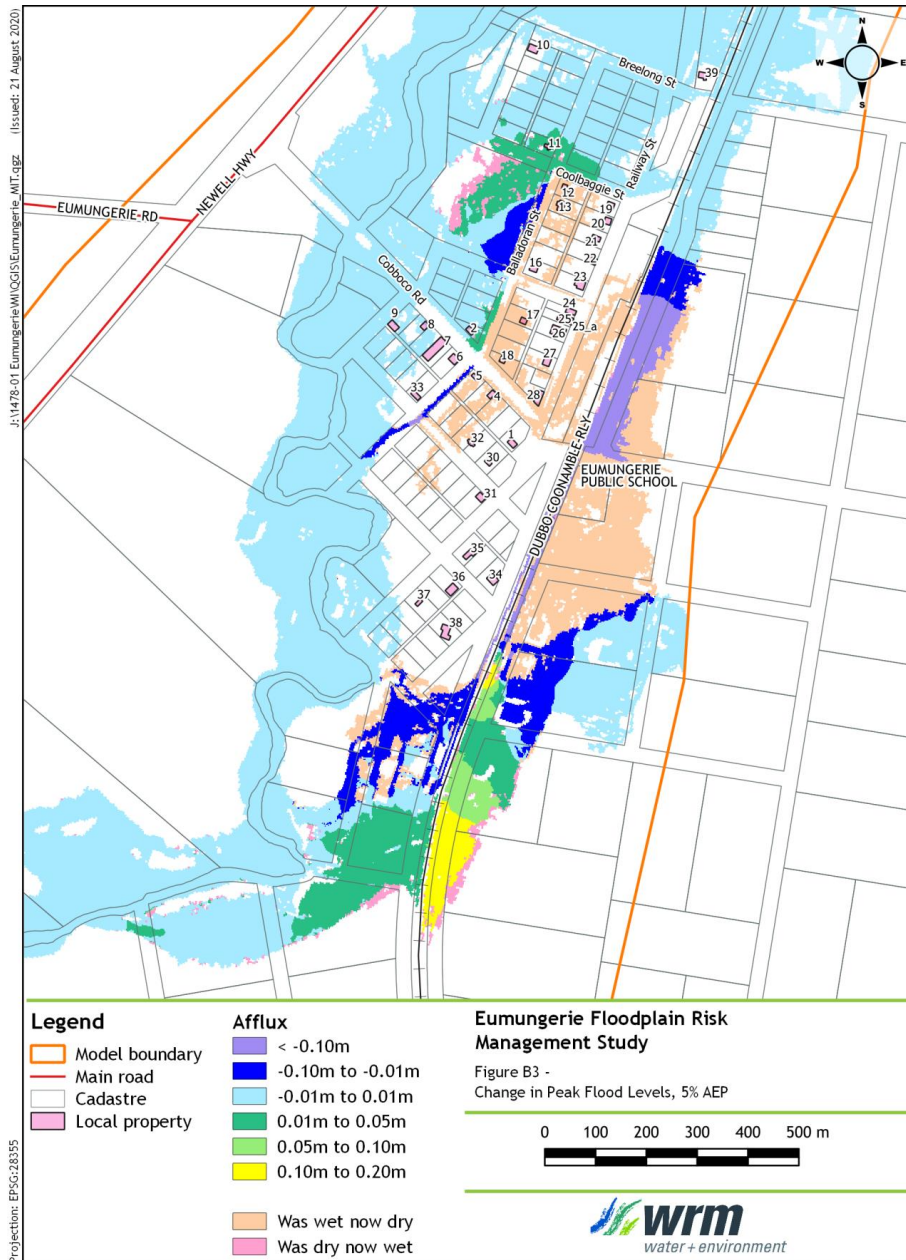 J:\1478-01 Eumungerie\WMI\QGIS\Eumungerie_MIT.qgz (Issued: 21 August 2020)
N
W E
S
10
Breelong St
39
11
NEWELL-HWY
EUMUNGERIE-RD
Coolbaggie St
Railway St
12
13
19
20
21
22
Balladoran St
16
23
Cobboco Rd
9
8
7
6
2
17
24
25
25_a
26
27
18
5
33
4
28
32
1
30
EUMUNGERIE
PUBLIC SCHOOL
31
DUBBO-COONAMBLE-RLY
35
34
36
37
38
Legend
Model boundary
Main road
Cadastre
Local property
Afflux
< -0.10m
-0.10m to -0.01m
-0.01m to 0.01m
0.01m to 0.05m
0.05m to 0.10m
0.10m to 0.20m
Was wet now dry
Was dry now wet
Eumungerie Floodplain Risk
Management Study
Figure B3 -
Change in Peak Flood Levels, 5% AEP
0 100 200 300 400 500 m
wrm
water + environment
Projection: EPSG:28355